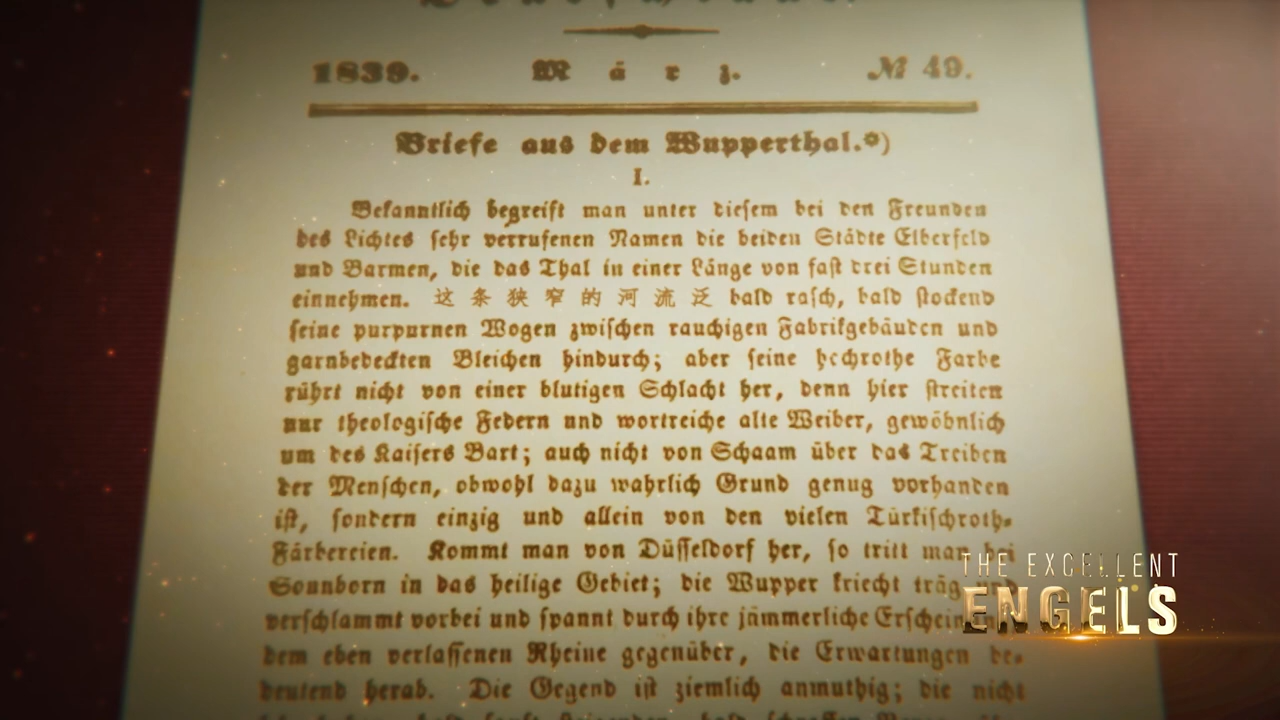 1839. März. № 49.
Briefe aus dem Wupperthal.*)
I.
Bekanntlich begreift man unter diesem bei den Freunden
des Lichtes sehr verrufenen Namen die beiden Städte Elberfeld
und Barmen, die das Thal in einer Länge von fast drei Stunden
einnehmen. 这条狭窄的河流泛 bald rasch, bald stockend
seine purpurnen Wogen zwischen rauchigen Fabrikgebäuden und
garnbedeckten Bleichen hindurch; aber seine hochrothe Farbe
rührt nicht von einer blutigen Schlacht her, denn hier streiten
nur theologische Federn und wortreiche alte Weiber, gewöhnlich
um des Kaisers Bart; auch nicht von Schaam über das Treiben
der Menschen, obwohl dazu wahrlich Grund genug vorhanden
ist, sondern einzig und allein von den vielen Türkischroth-
Färbereien. Kommt man von Düsseldorf her, so tritt man bei
Sonnborn in das heilige Gebiet; die Wupper kriecht träg und
verschlammt vorbei und spannt durch ihre jämmerliche
dem eben verlassenen Rheine gegenüber, die Erwartungen be-
deutend herab. Die Gegend ist ziemlich anmuthig; die nicht
THE EXCELLENT
ENGELS